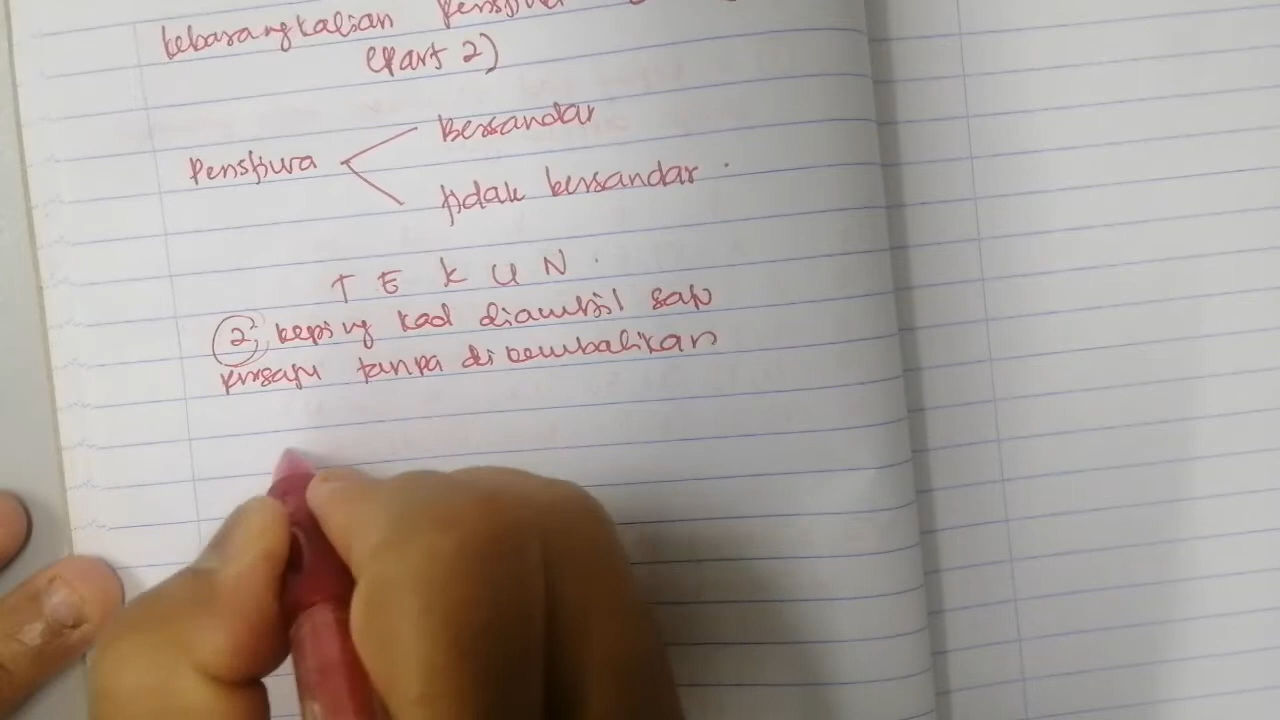 kebarangkalian
(Part 2)
Peristiwa
Bersandar
tidak bersandar.
T E K U N.
2, keping kad diambil satu
persatu tanpa dikembalikan